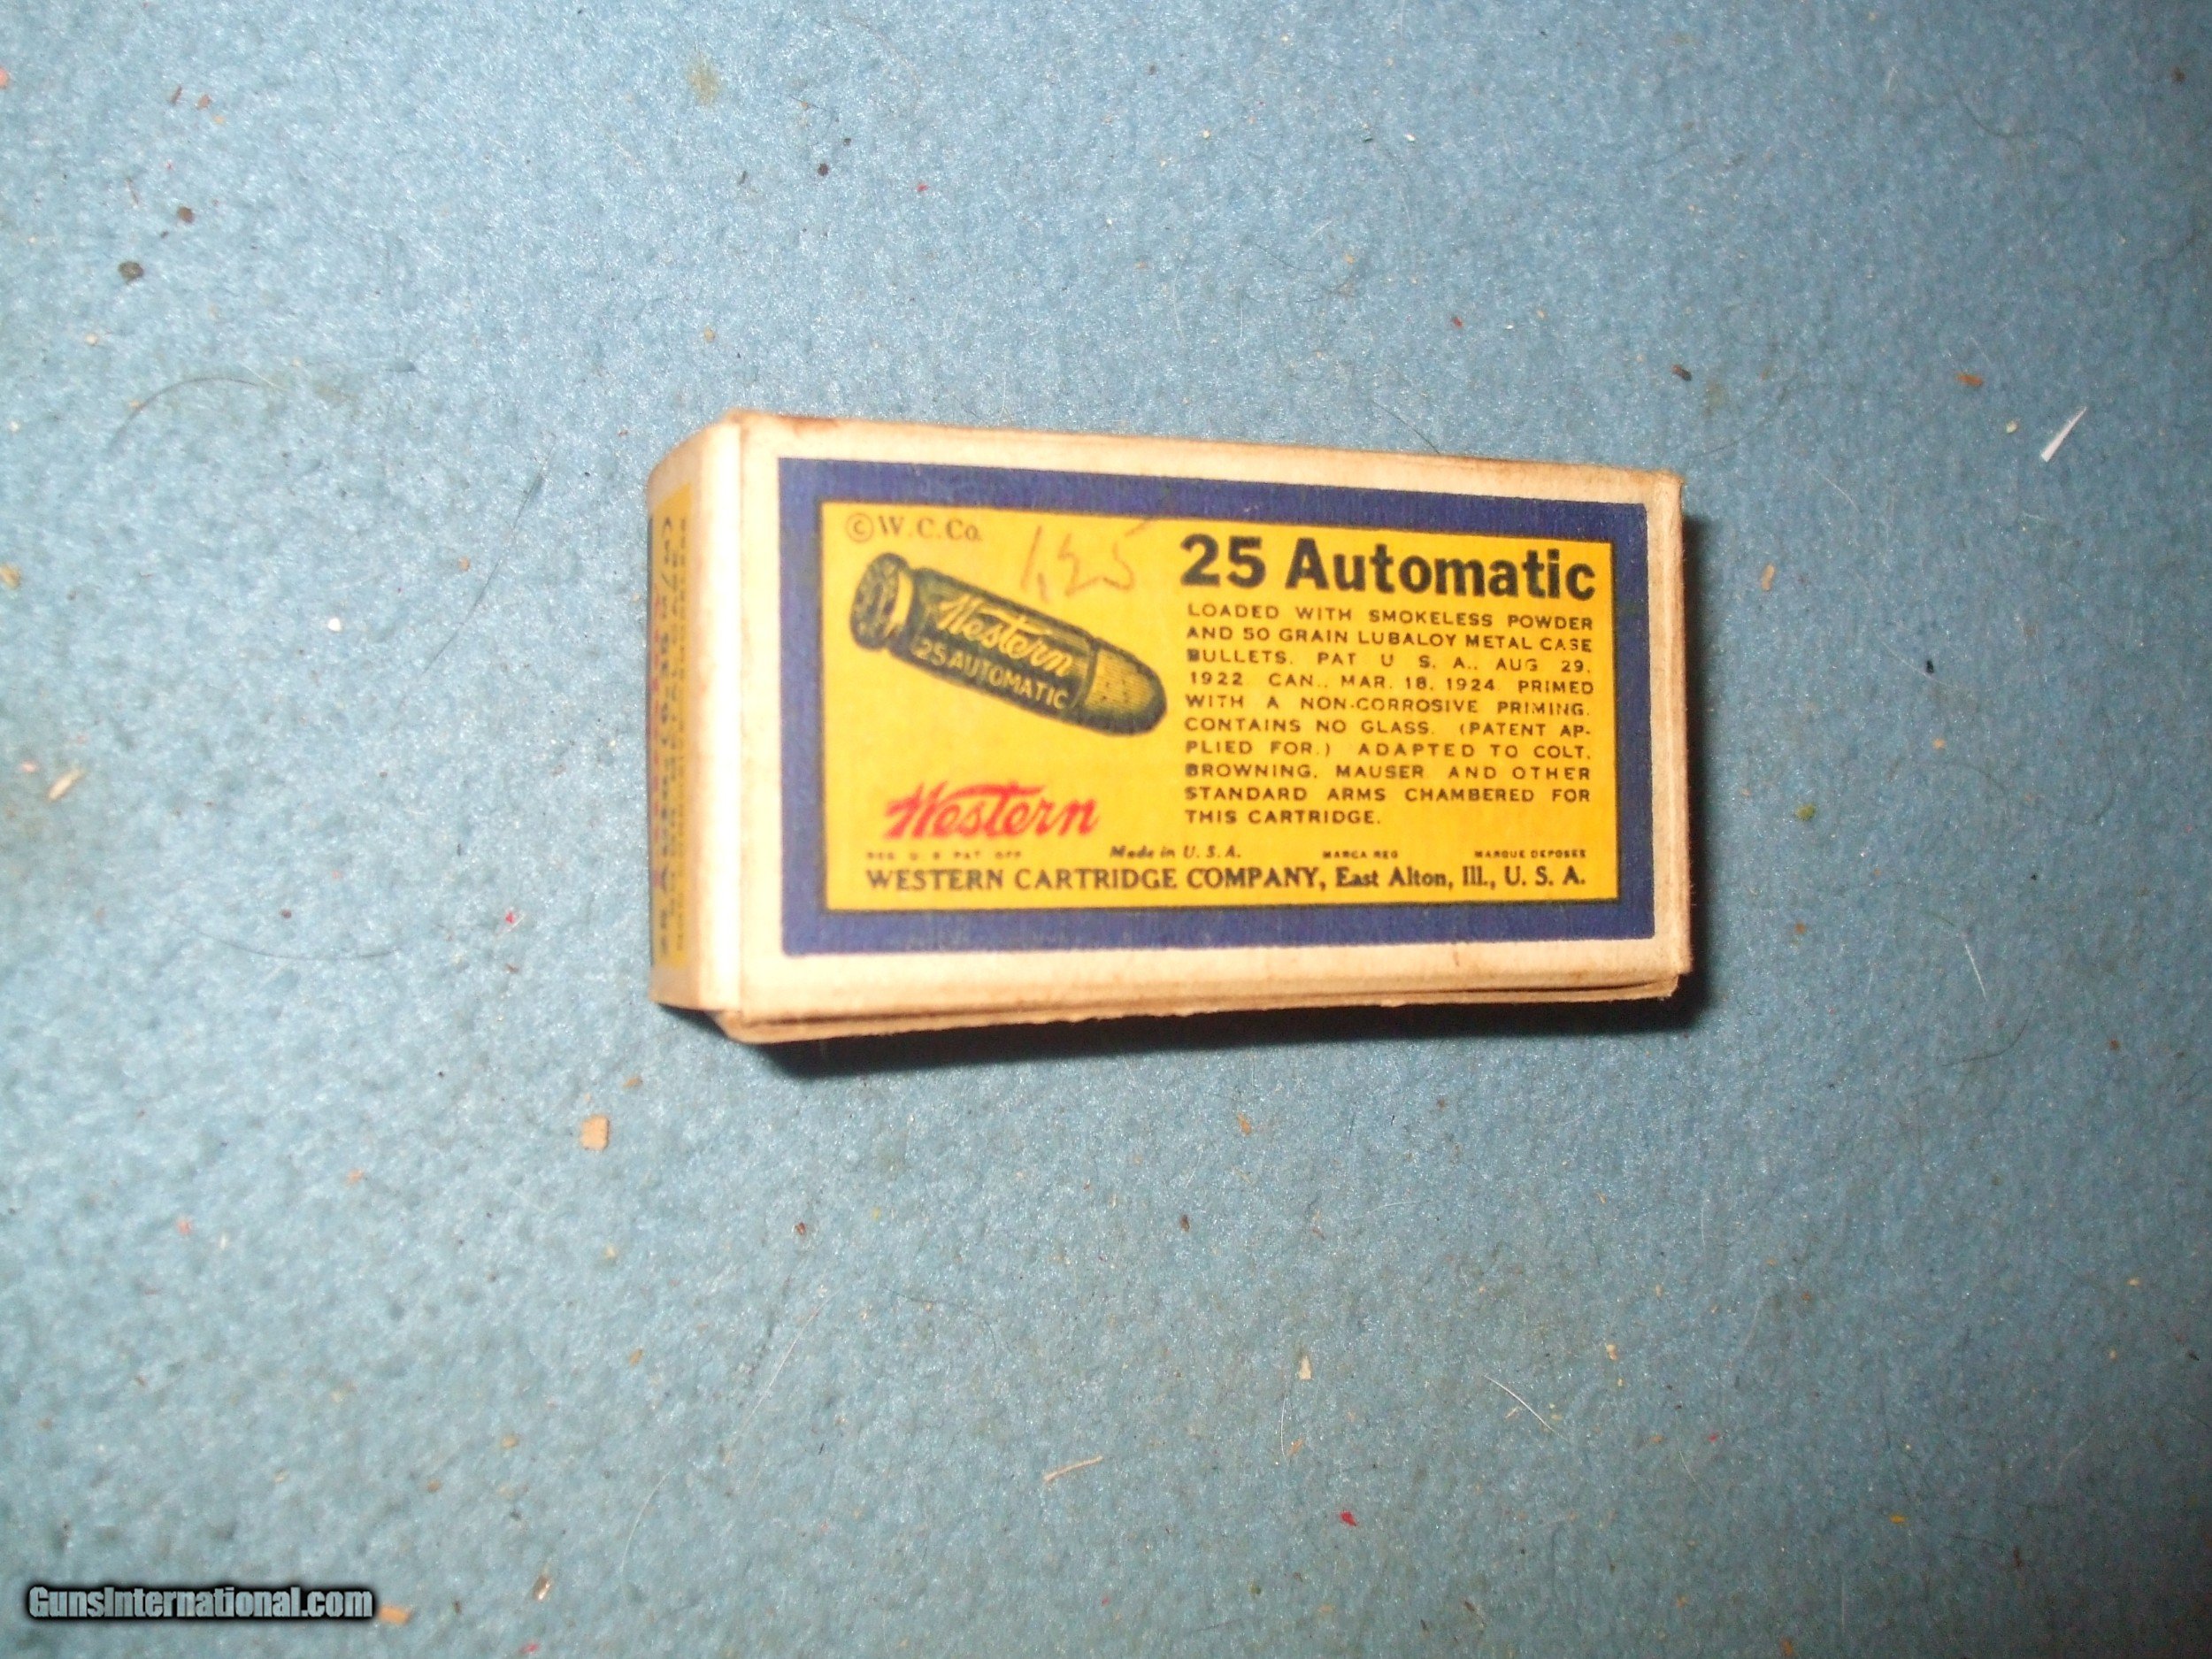 ©W.C.Co.
1,25
25 Automatic
Western
25 AUTOMATIC
LOADED WITH SMOKELESS POWDER
AND 50 GRAIN LUBALOY METAL CASE
BULLETS. PAT U. S. A., AUG 29,
1922. CAN., MAR. 18, 1924. PRIMED
WITH A NON-CORROSIVE PRIMING.
CONTAINS NO GLASS. (PATENT AP-
PLIED FOR.) ADAPTED TO COLT,
BROWNING, MAUSER AND OTHER
STANDARD ARMS CHAMBERED FOR
THIS CARTRIDGE.
Western
REG. U. S. PAT. OFF. Made in U.S.A. MARCA REG MARQUE DEPOSEE
WESTERN CARTRIDGE COMPANY, East Alton, Ill., U. S. A.
GunsInternational.com